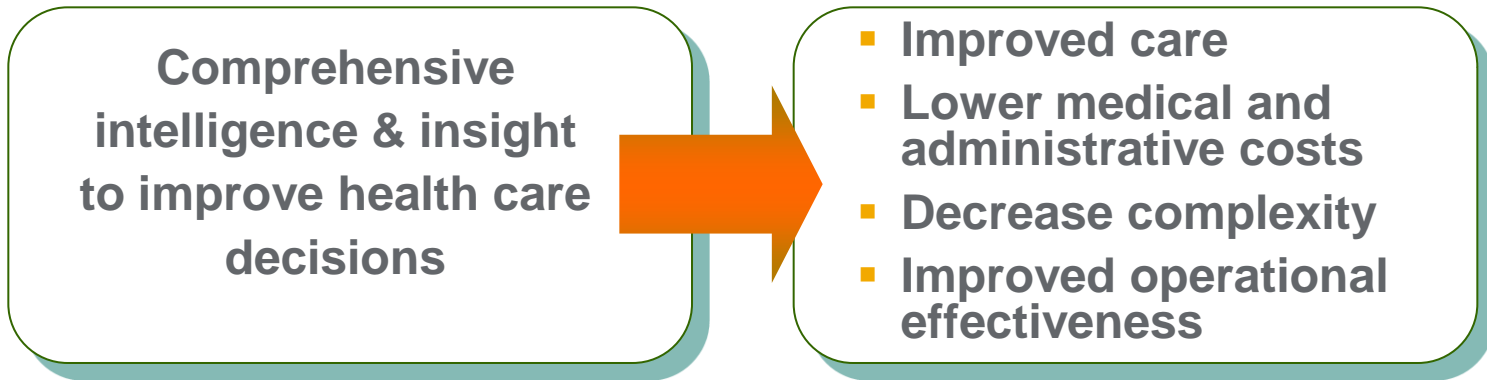 Comprehensive
intelligence & insight
to improve health care
decisions
▪ Improved care
▪ Lower medical and
administrative costs
▪ Decrease complexity
▪ Improved operational
effectiveness